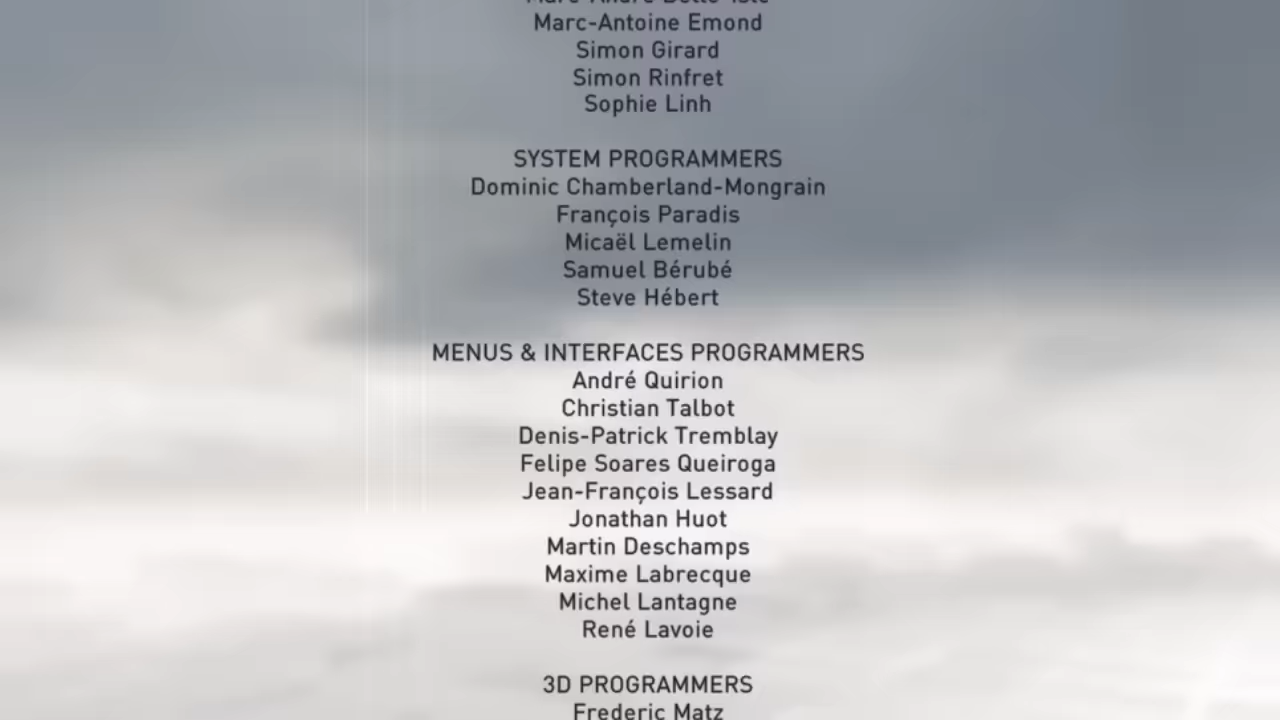 Marc-Antoine Emond
Simon Girard
Simon Rinfret
Sophie Linh
SYSTEM PROGRAMMERS
Dominic Chamberland-Mongrain
François Paradis
Micaël Lemelin
Samuel Bérubé
Steve Hébert
MENUS & INTERFACES PROGRAMMERS
André Quirion
Christian Talbot
Denis-Patrick Tremblay
Felipe Soares Queiroga
Jean-François Lessard
Jonathan Huot
Martin Deschamps
Maxime Labrecque
Michel Lantagne
René Lavoie
3D PROGRAMMERS
Frederic Matz